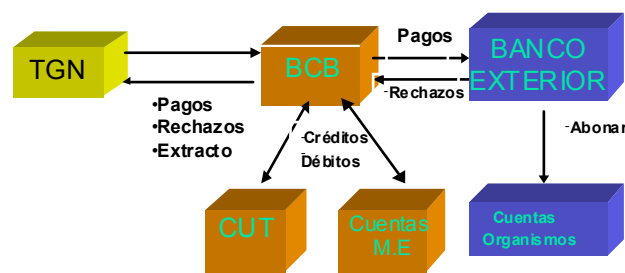 TGN
•Pagos
•Rechazos
•Extracto
BCB
Pagos
-Rechazos
BANCO
EXTERIOR
-Créditos
-Débitos
-Abonar
CUT
Cuentas
M.E
Cuentas
Organismos